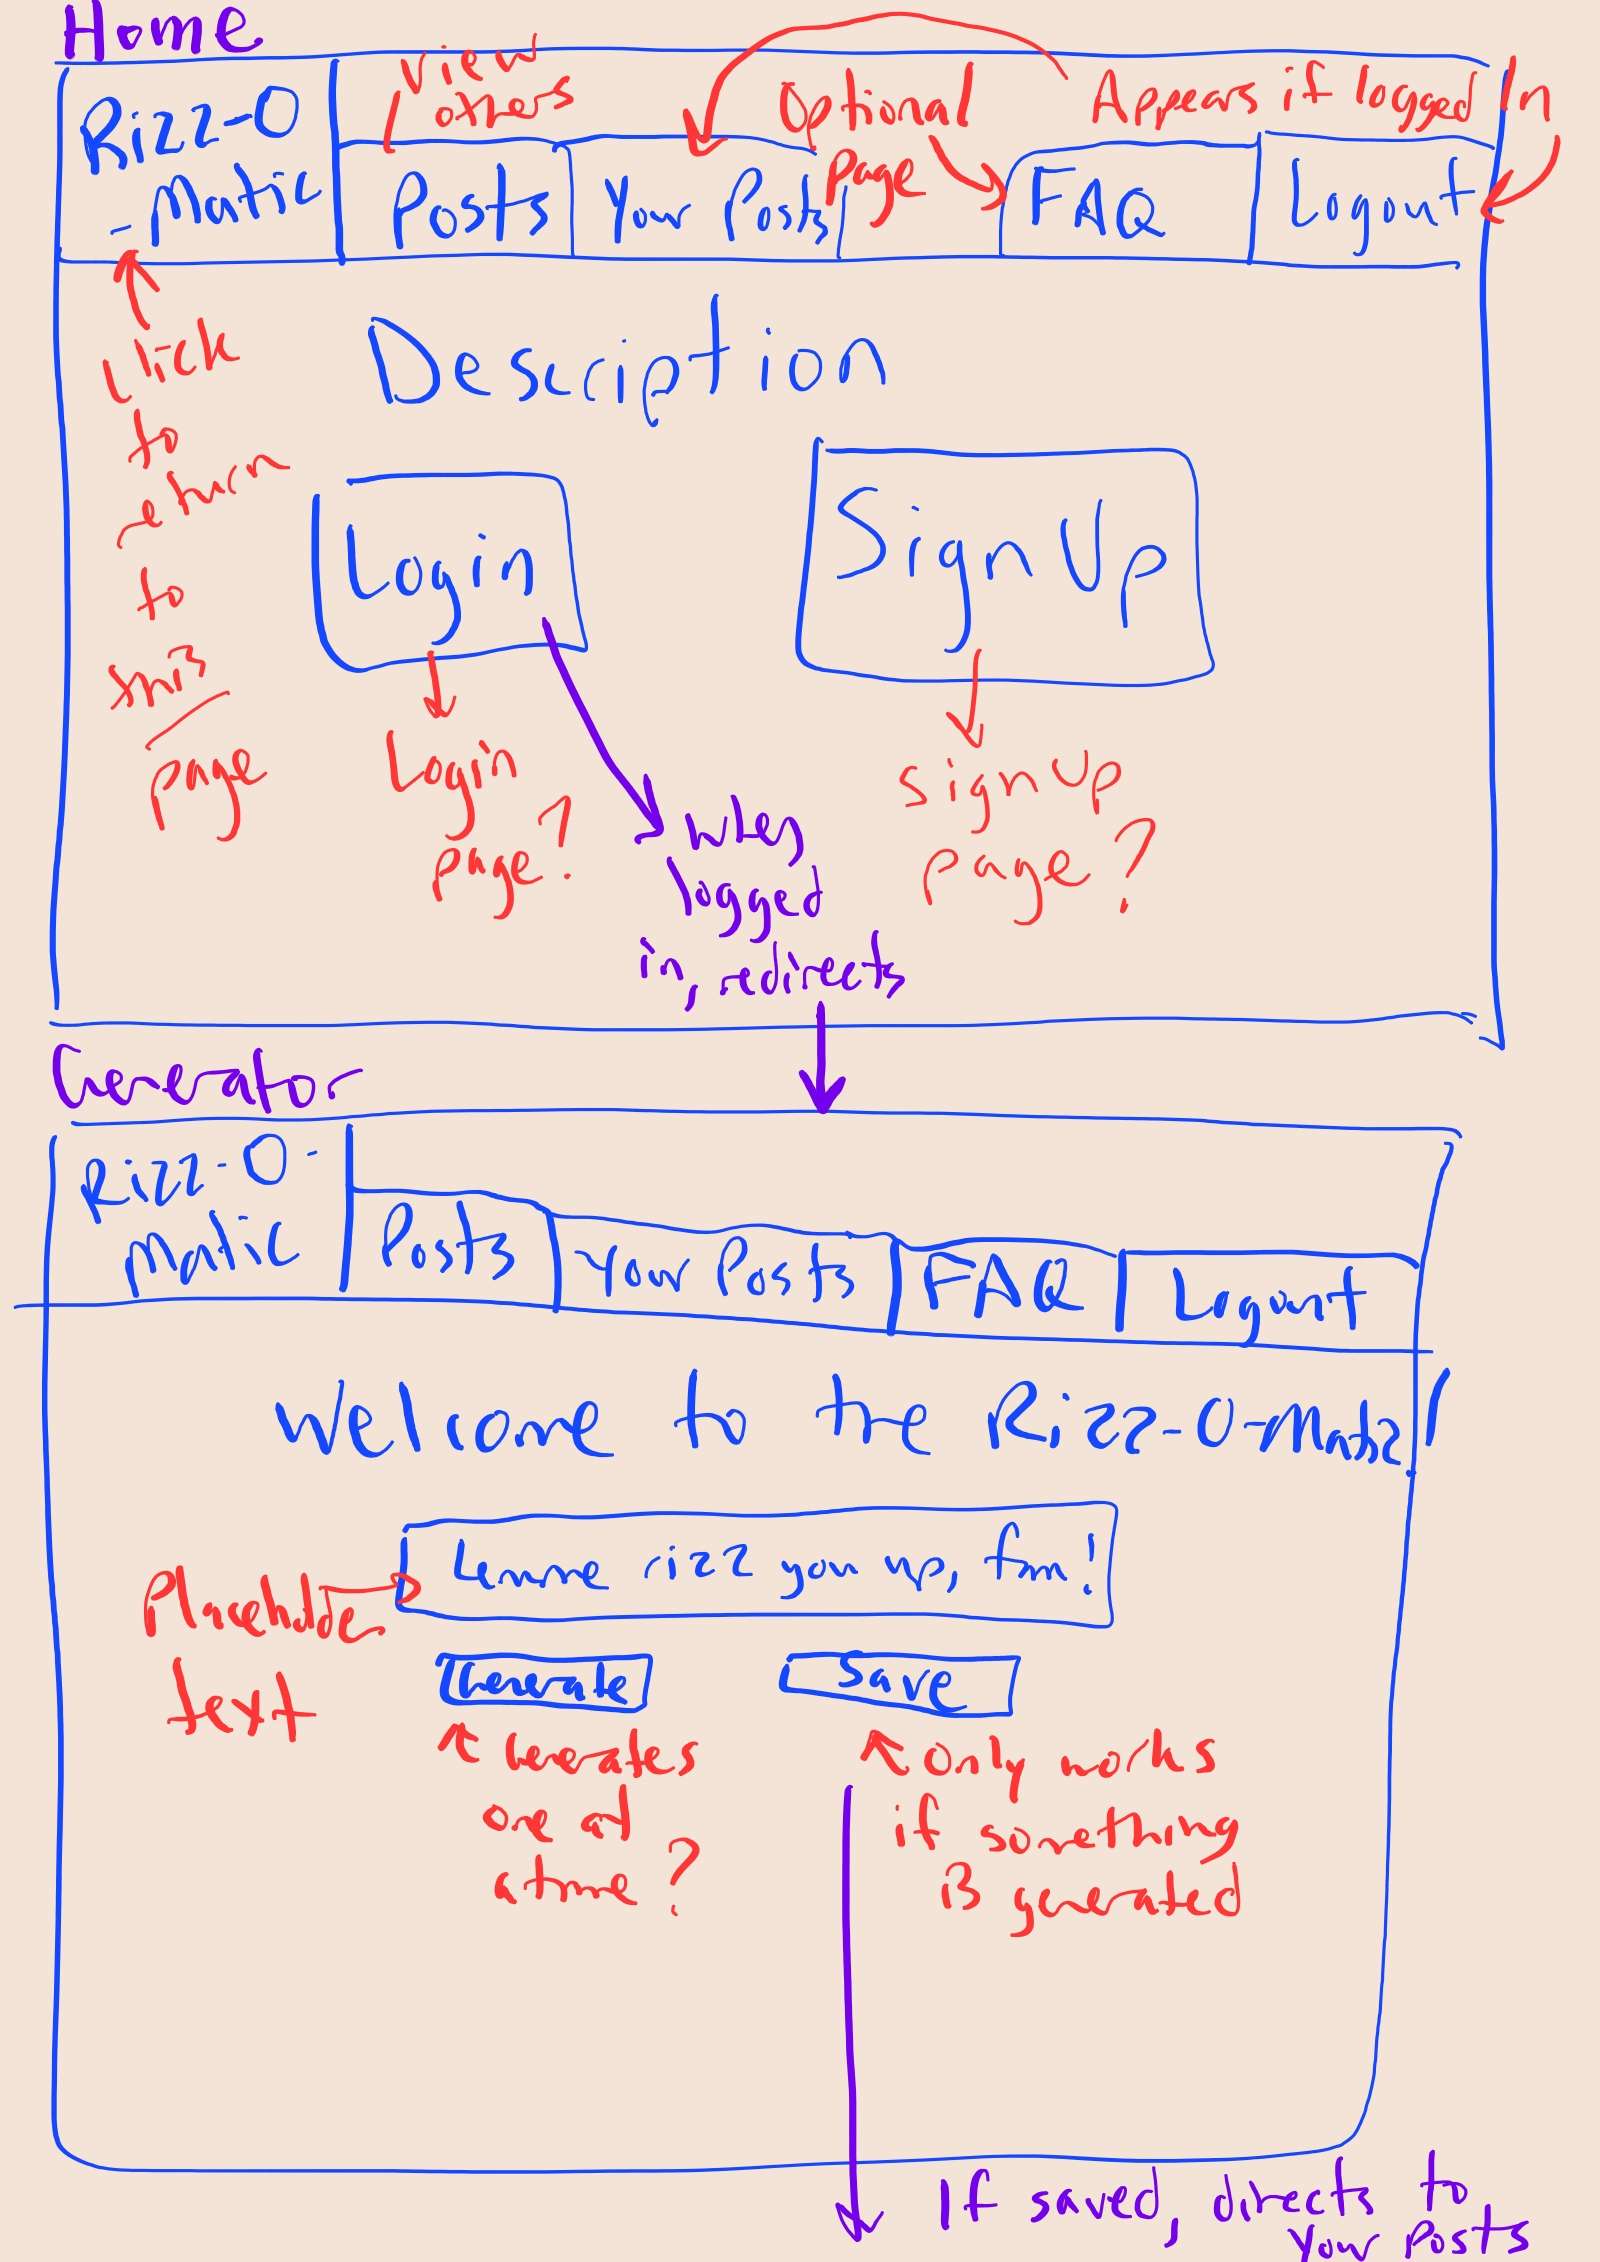 Home
View
others
Optional
Page
Appears if logged In
Rizz-O
-Matic
Posts
Your Posts
FAQ
Logout
Click
to
return
to
this
page
Description
Login
Sign Up
Login
page?
signup
page?
when
logged
in, redirects
Generator
Rizz-O-
Matic
Posts
Your Posts
FAQ
Logout
Welcome to the Rizz-O-Matic!
Lemme rizz you up, fam!
Placeholder
text
Generate
Save
Generates
one at
a time?
only works
if something
is generated
If saved, directs to
Your Posts